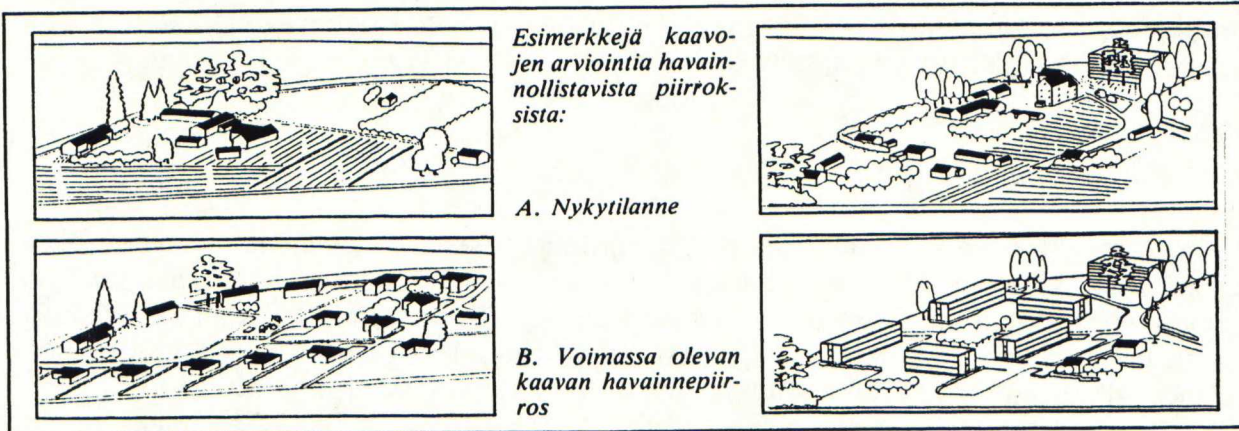 Esimerkkejä kaavo-
jen arviointia havain-
nollistavista piirrok-
sista:
A. Nykytilanne
B. Voimassa olevan
kaavan havainnepiir-
ros